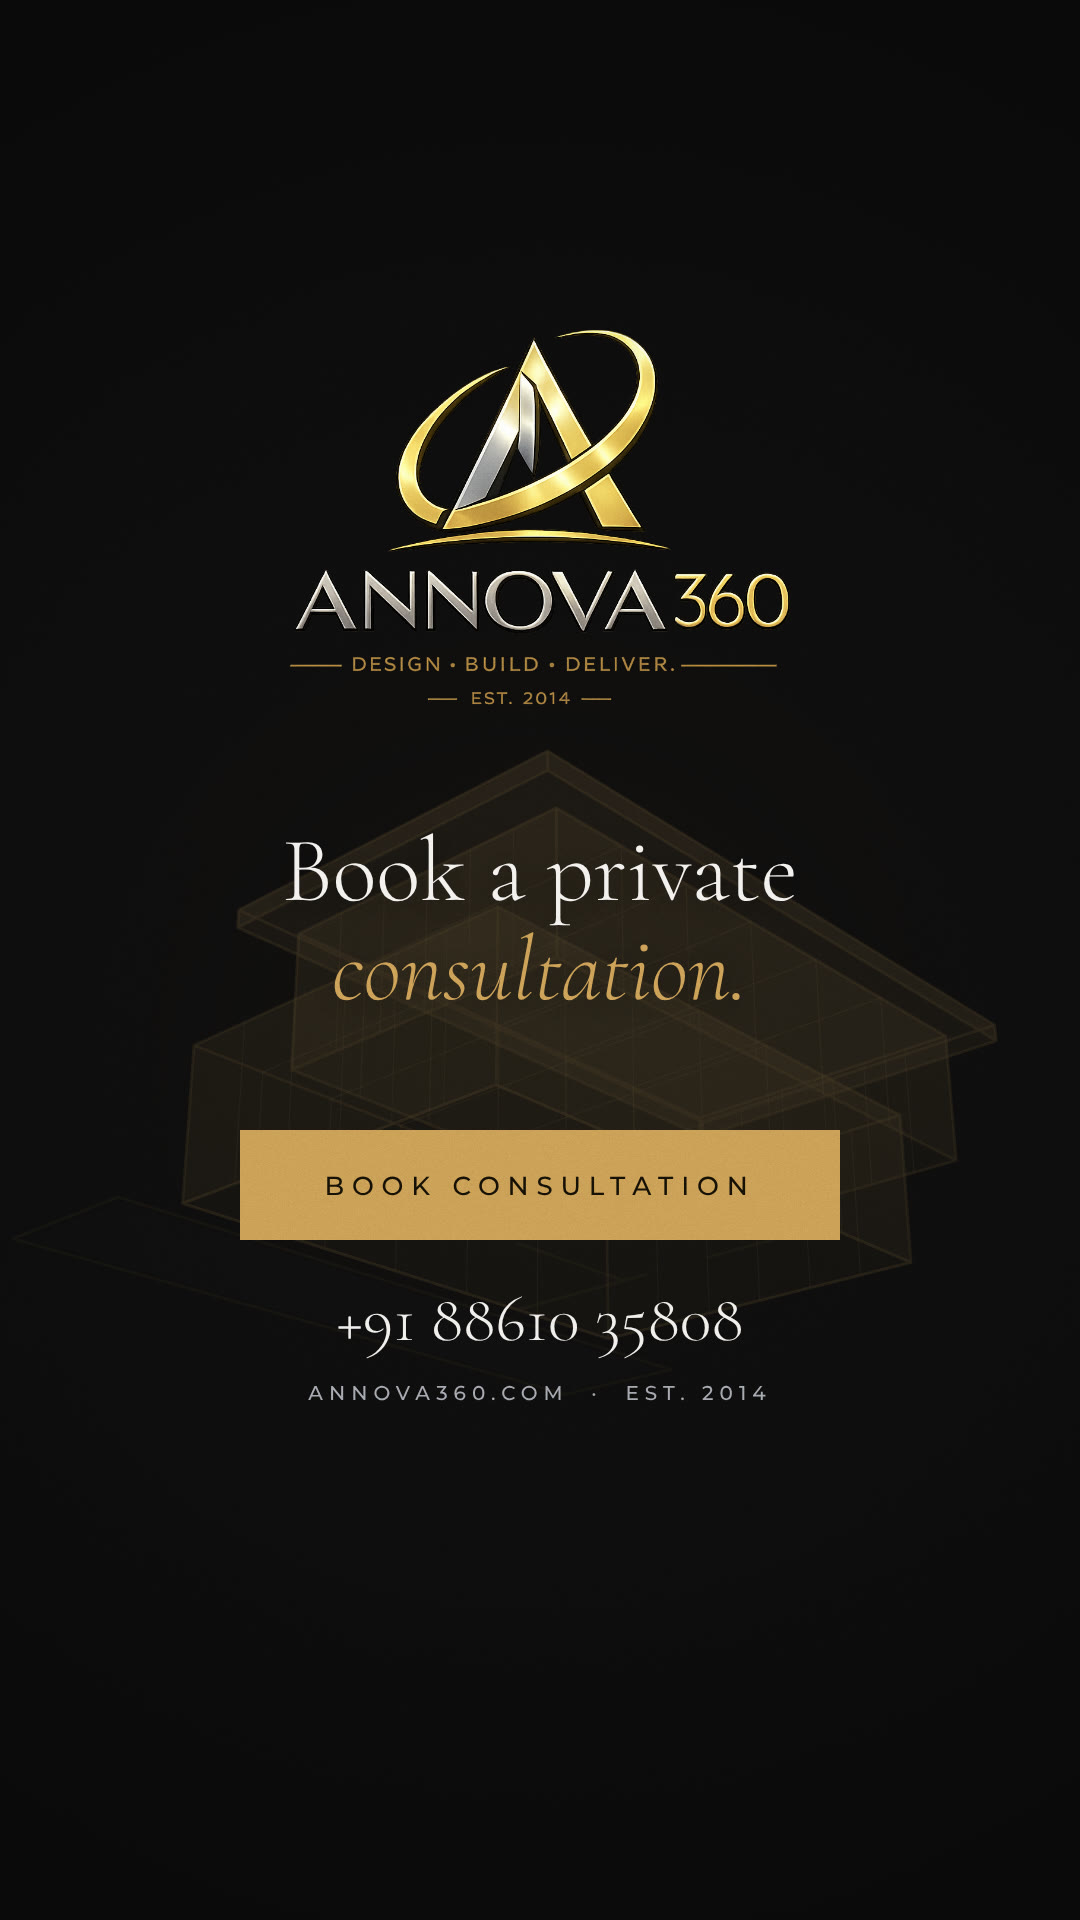 ANNOVA 360
DESIGN • BUILD • DELIVER.
EST. 2014
Book a private
consultation.
BOOK CONSULTATION
+91 88610 35808
ANNOVA360.COM · EST. 2014